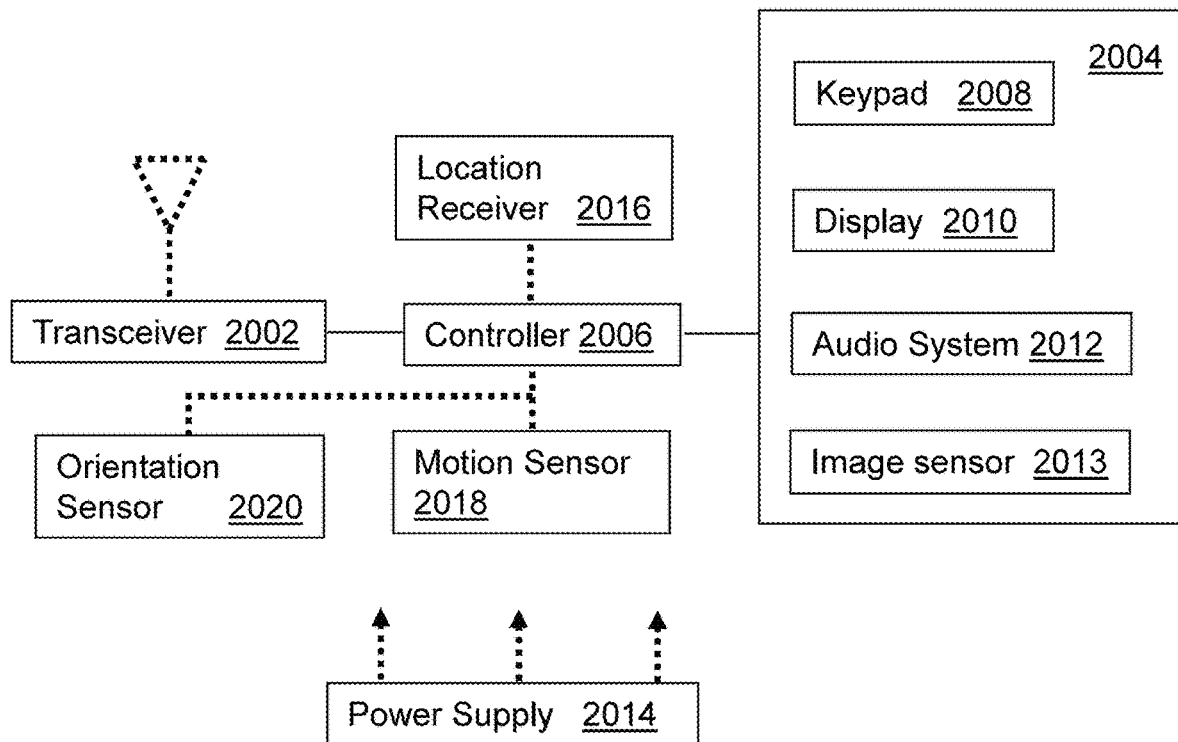 2004
Keypad 2008
Location
Receiver 2016
Display 2010
Transceiver 2002
Controller 2006
Audio System 2012
Orientation
Sensor 2020
Motion Sensor
2018
Image sensor 2013
Power Supply 2014